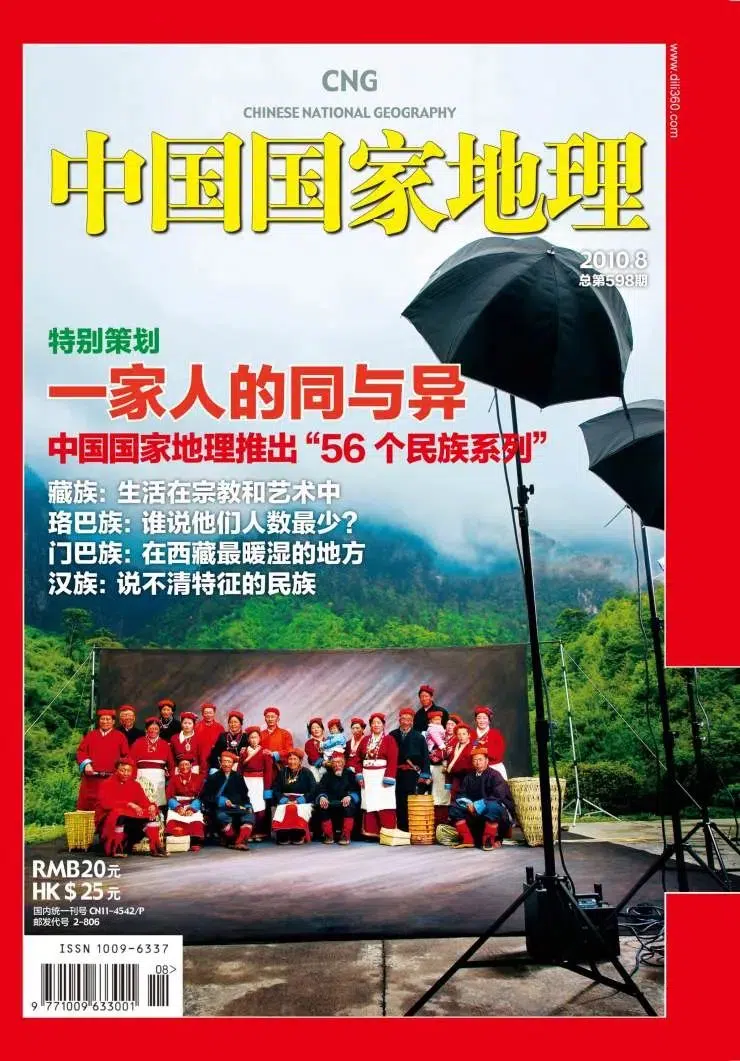 CNG
CHINESE NATIONAL GEOGRAPHY
www.dili360.com
中国国家地理
2010.8
总第598期
特别策划
一家人的同与异
中国国家地理推出“56个民族系列”
藏族：生活在宗教和艺术中
珞巴族：谁说他们人数最少？
门巴族：在西藏最暖湿的地方
汉族：说不清特征的民族
RMB20元
HK$25元
国内统一刊号 CN11-4542/P
邮发代号 2-806
ISSN 1009-6337
08>
9 771009 633001